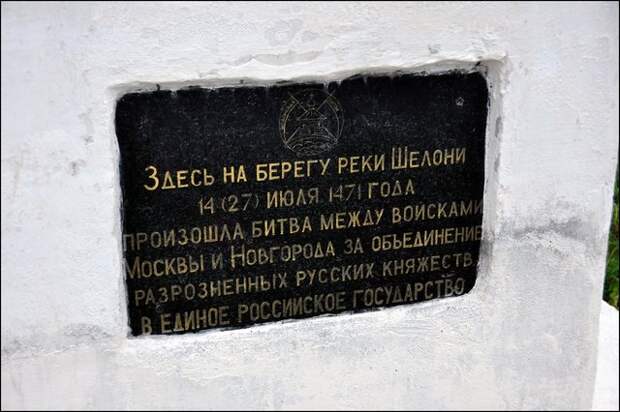 Здесь на берегу реки Шелони
14 (27) июля 1471 года
произошла битва между войсками
Москвы и Новгорода за объединение
разрозненных русских княжеств
в единое Российское государство.